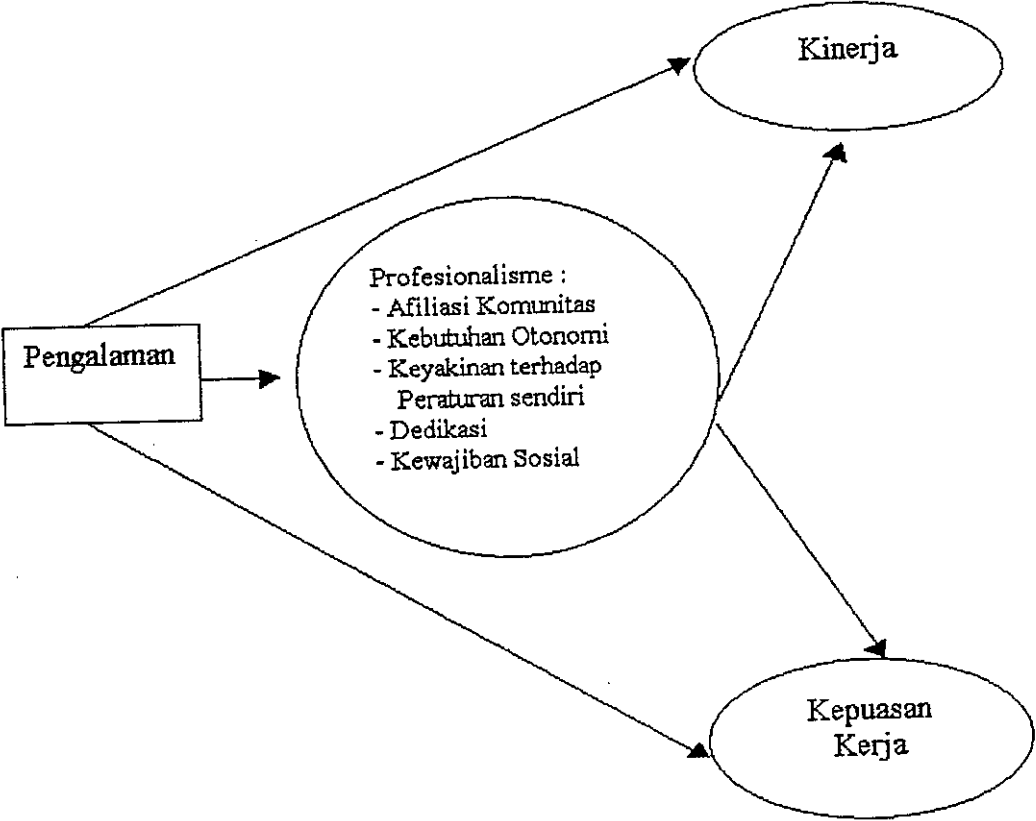 Kinerja
Profesionalisme :
- Afiliasi Komunitas
- Kebutuhan Otonomi
- Keyakinan terhadap
Peraturan sendiri
- Dedikasi
- Kewajiban Sosial
Pengalaman
Kepuasan
Kerja